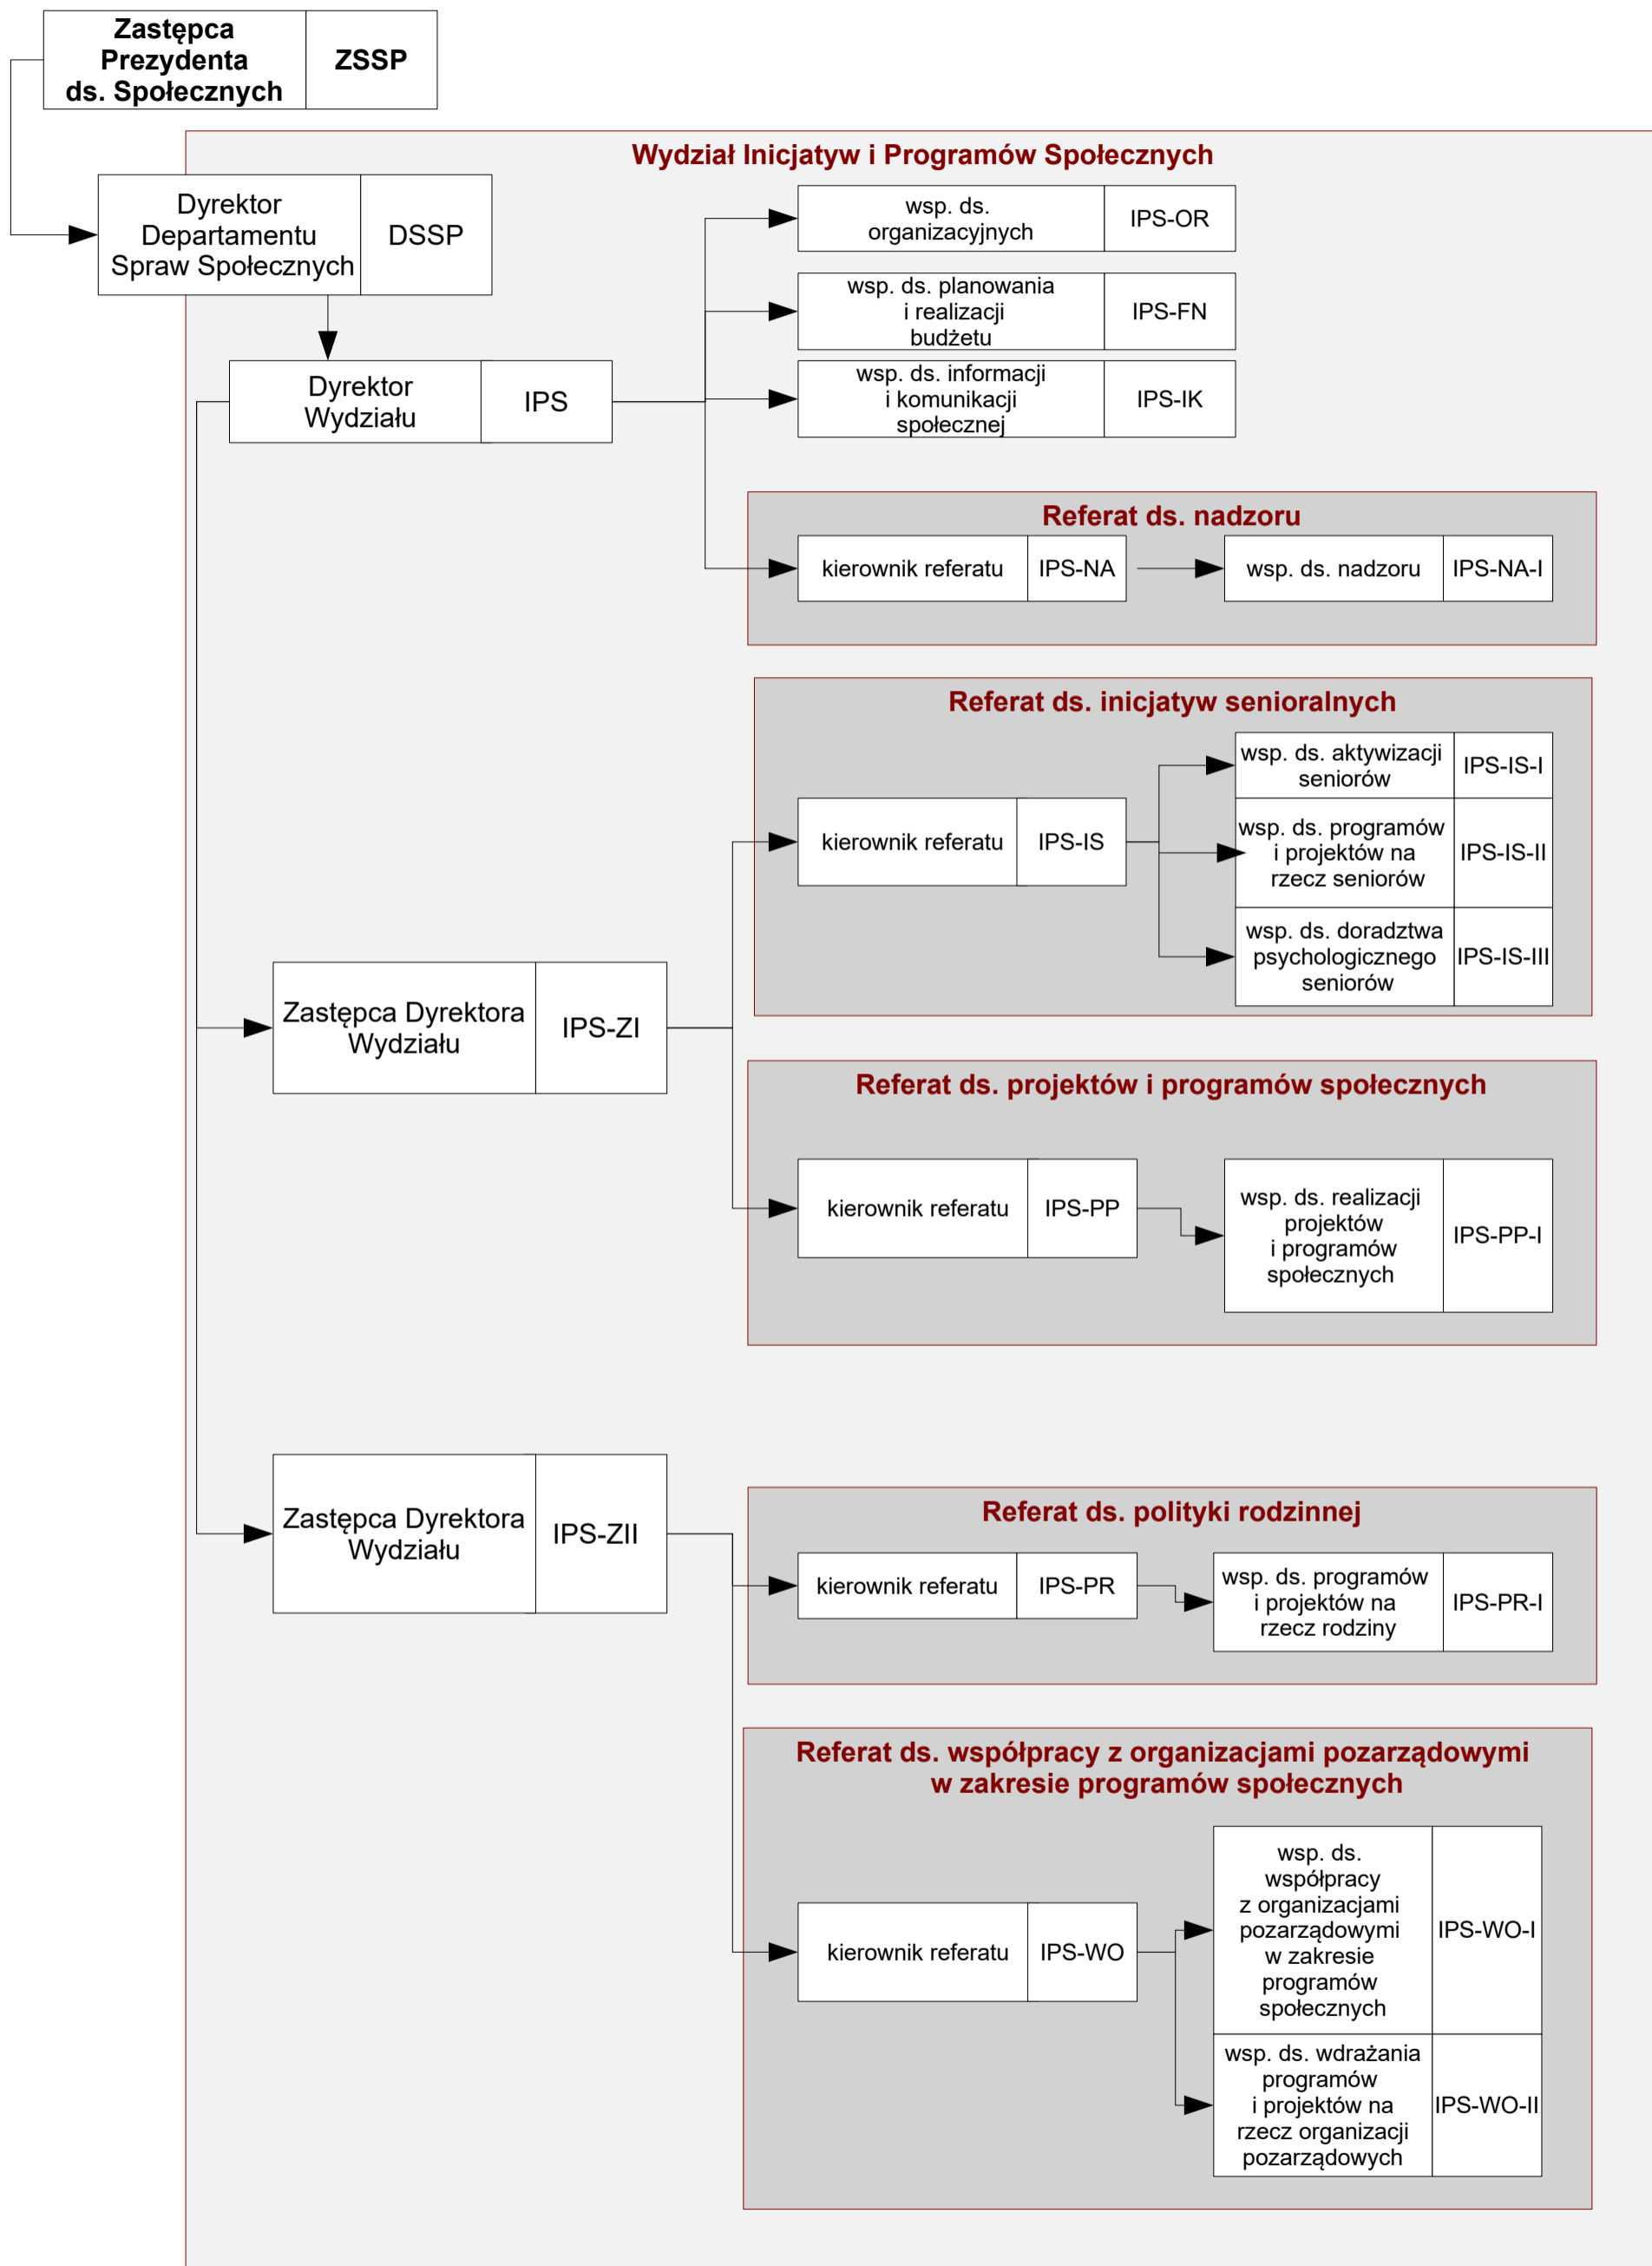 Zastępca
Prezydenta
ds. Społecznych
ZSSP
Wydział Inicjatyw i Programów Społecznych
Dyrektor
Departamentu
Spraw Społecznych
DSSP
wsp. ds.
organizacyjnych
IPS-OR
wsp. ds. planowania
i realizacji
budżetu
IPS-FN
Dyrektor
Wydziału
IPS
wsp. ds. informacji
i komunikacji
społecznej
IPS-IK
Referat ds. nadzoru
kierownik referatu
IPS-NA
wsp. ds. nadzoru
IPS-NA-I
Referat ds. inicjatyw senioralnych
wsp. ds. aktywizacji
seniorów
IPS-IS-I
kierownik referatu
IPS-IS
wsp. ds. programów
i projektów na
rzecz seniorów
IPS-IS-II
wsp. ds. doradztwa
psychologicznego
seniorów
IPS-IS-III
Zastępca Dyrektora
Wydziału
IPS-ZI
Referat ds. projektów i programów społecznych
kierownik referatu
IPS-PP
wsp. ds. realizacji
projektów
i programów
społecznych
IPS-PP-I
Zastępca Dyrektora
Wydziału
IPS-ZII
Referat ds. polityki rodzinnej
kierownik referatu
IPS-PR
wsp. ds. programów
i projektów na
rzecz rodziny
IPS-PR-I
Referat ds. współpracy z organizacjami pozarządowymi
w zakresie programów społecznych
kierownik referatu
IPS-WO
wsp. ds.
współpracy
z organizacjami
pozarządowymi
w zakresie
programów
społecznych
IPS-WO-I
wsp. ds. wdrażania
programów
i projektów na
rzecz organizacji
pozarządowych
IPS-WO-II